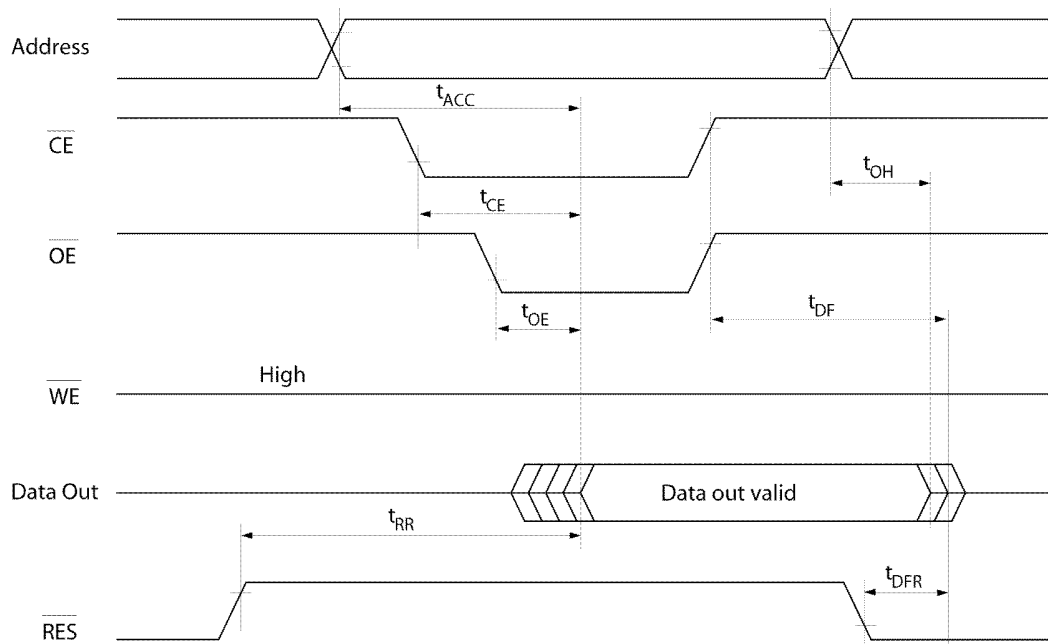 Address
tACC
CE
tOH
tCE
OE
tDF
tOE
High
WE
Data Out
Data out valid
tRR
tDFR
RES